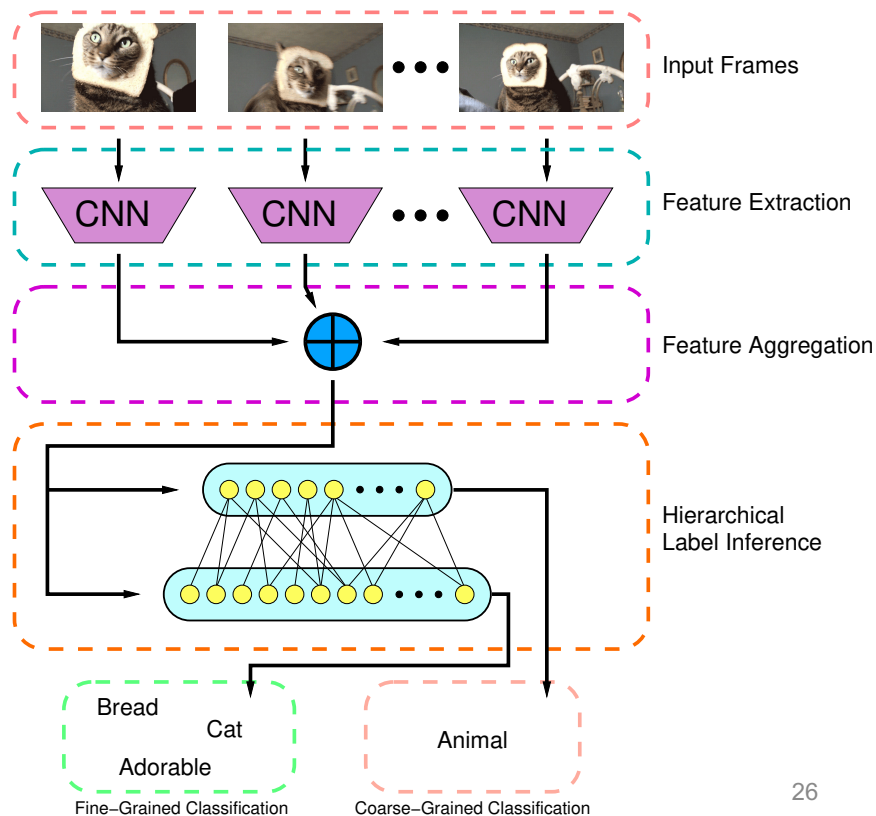 Input Frames
CNN
CNN
CNN
Feature Extraction
Feature Aggregation
Hierarchical
Label Inference
Bread
Cat
Adorable
Animal
Fine−Grained Classification
Coarse−Grained Classification
26